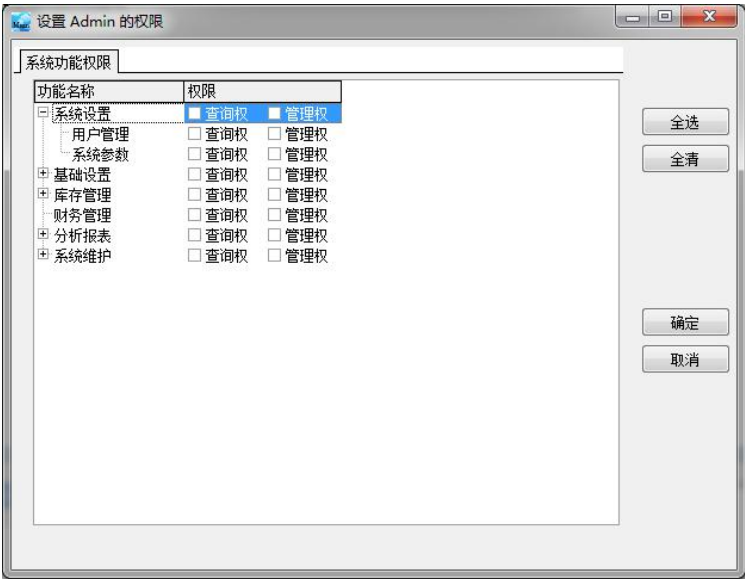 设置 Admin 的权限
系统功能权限
功能名称 权限
系统设置 查询权 管理权
用户管理 查询权 管理权
系统参数 查询权 管理权
基础设置 查询权 管理权
库存管理 查询权 管理权
财务管理 查询权 管理权
分析报表 查询权 管理权
系统维护 查询权 管理权
全选
全清
确定
取消